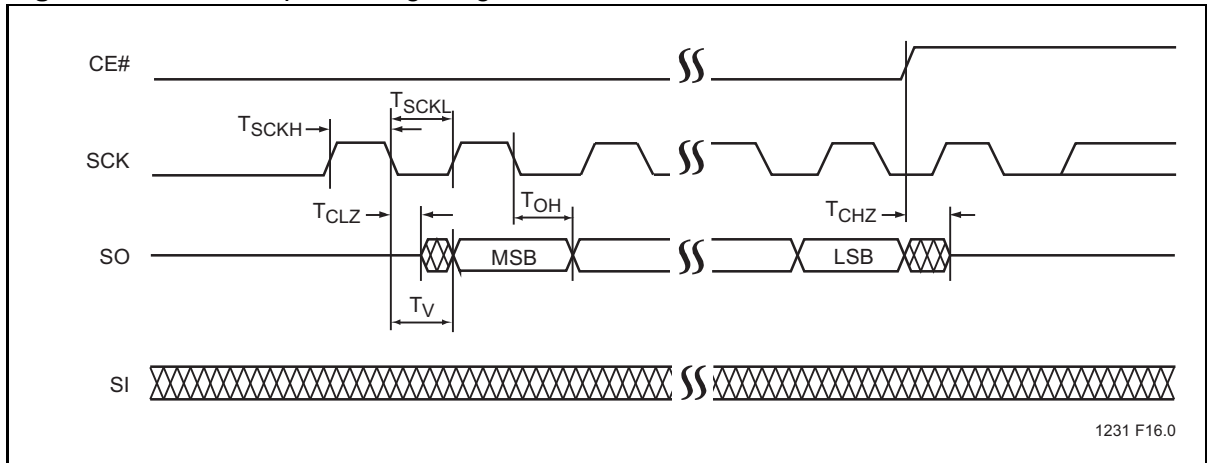 CE#
TSCKL
TSCKH
SCK
TOH
TCLZ
TCHZ
SO
MSB
LSB
TV
SI
1231 F16.0